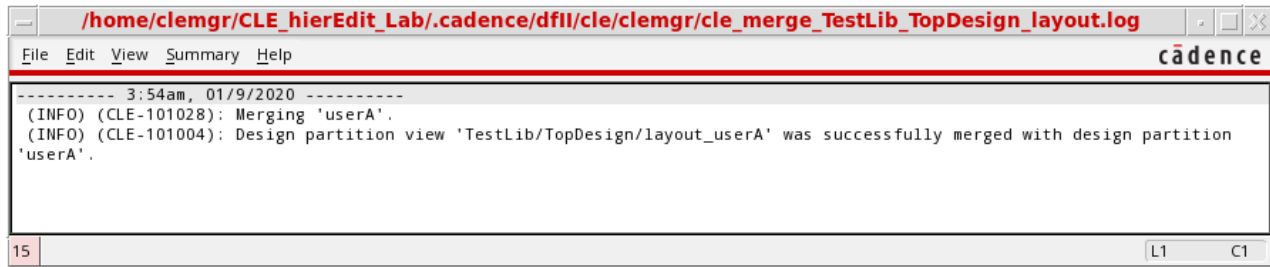 /home/clemgr/CLE_hierEdit_Lab/.cadence/dfII/cle/clemgr/cle_merge_TestLib_TopDesign_layout.log
File Edit View Summary Help
cādence
---------- 3:54am, 01/9/2020 ----------
(INFO) (CLE-101028): Merging 'userA'.
(INFO) (CLE-101004): Design partition view 'TestLib/TopDesign/layout_userA' was successfully merged with design partition
'userA'.
15
L1 C1